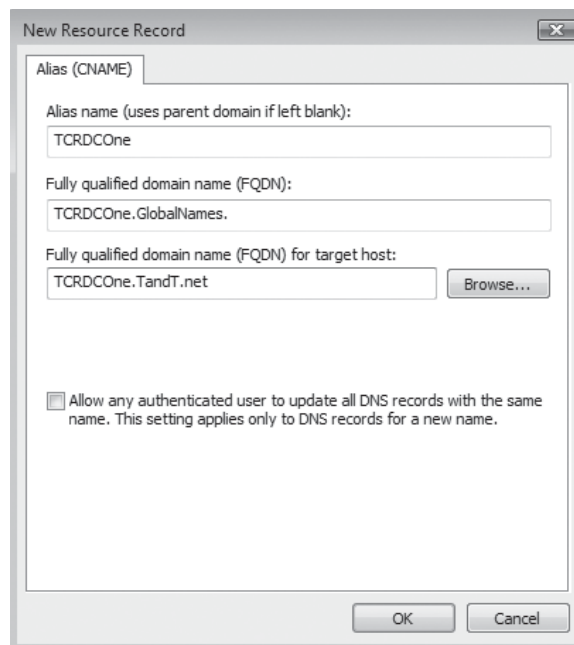 New Resource Record
Alias (CNAME)
Alias name (uses parent domain if left blank):
TCRDCOne
Fully qualified domain name (FQDN):
TCRDCOne.GlobalNames.
Fully qualified domain name (FQDN) for target host:
TCRDCOne.TandT.net
Browse...
Allow any authenticated user to update all DNS records with the same
name. This setting applies only to DNS records for a new name.
OK
Cancel